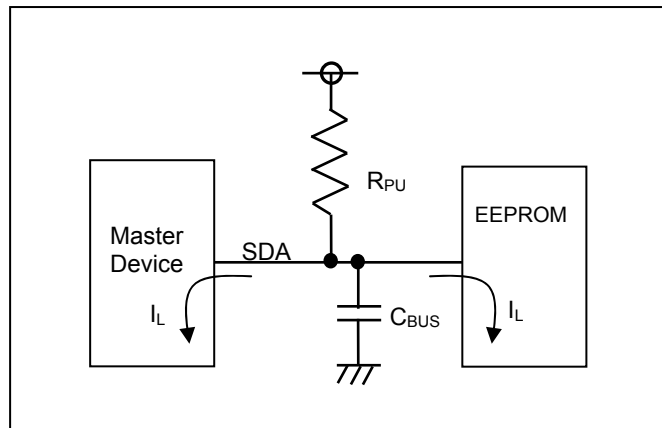 RPU
EEPROM
Master
Device
SDA
IL
CBUS
IL